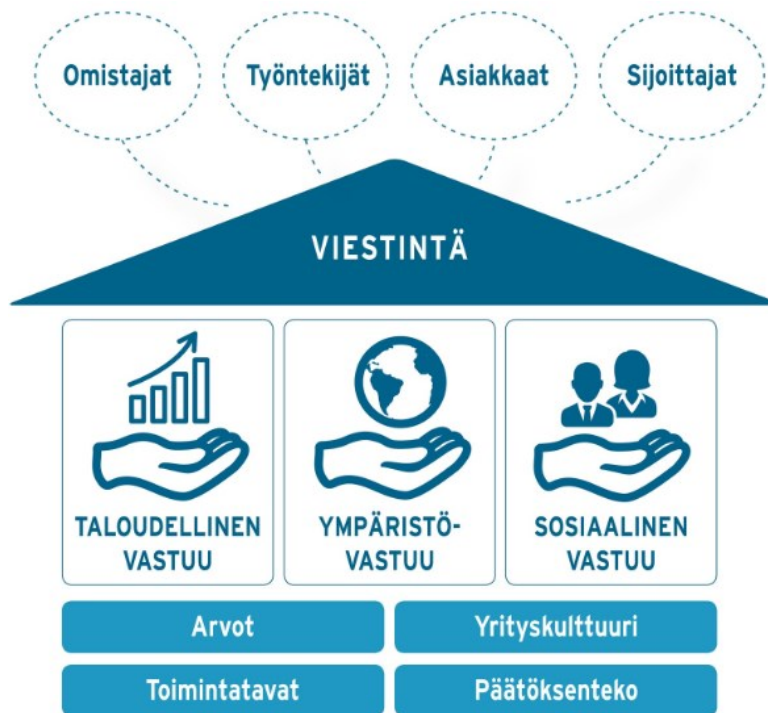 Omistajat
Työntekijät
Asiakkaat
Sijoittajat
VIESTINTÄ
TALOUDELLINEN
VASTUU
YMPÄRISTÖ-
VASTUU
SOSIAALINEN
VASTUU
Arvot
Yrityskulttuuri
Toimintatavat
Päätöksenteko